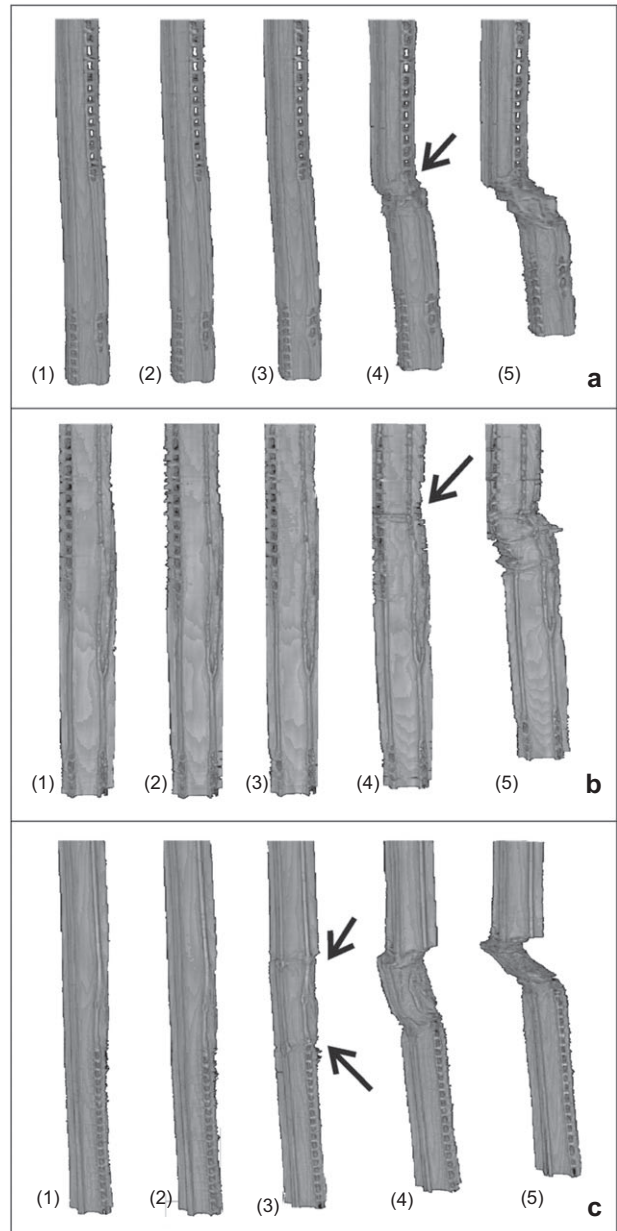 (1) (2) (3) (4) (5) a
(1) (2) (3) (4) (5) b
(1) (2) (3) (4) (5) c